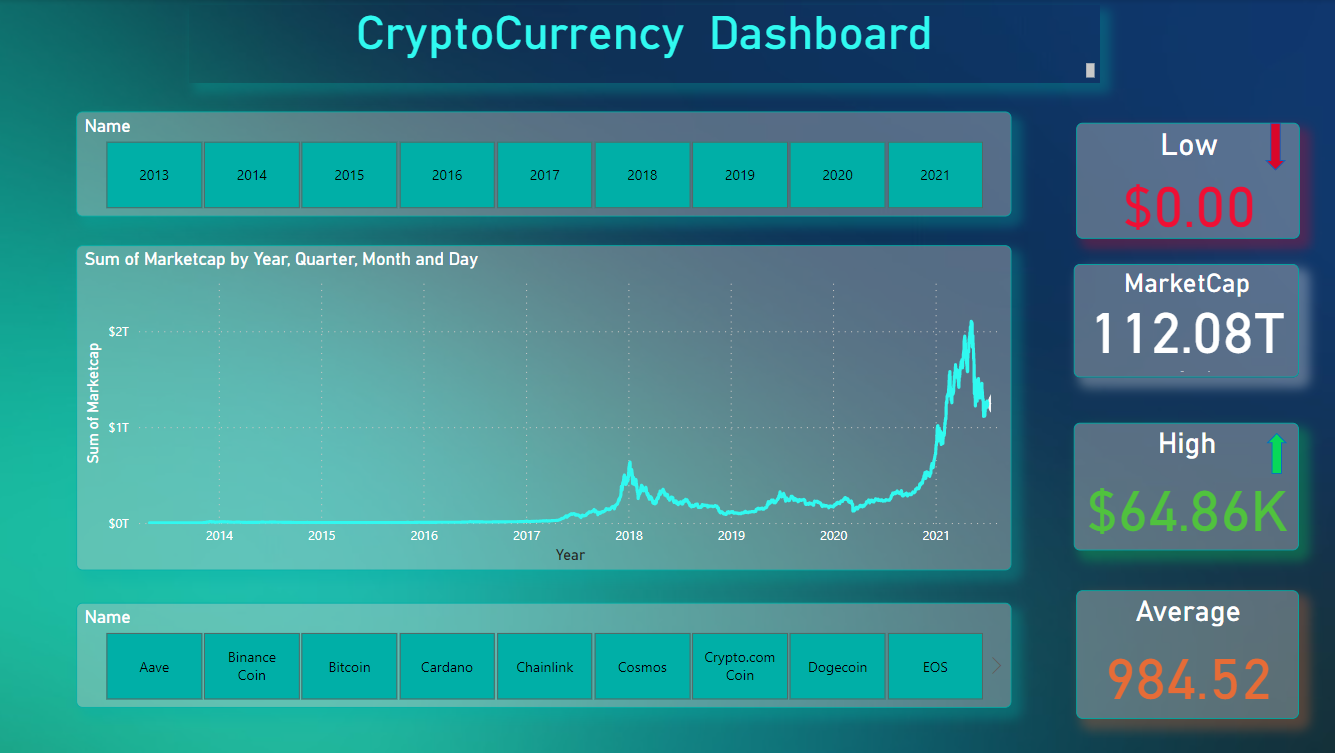 CryptoCurrency Dashboard
Name
2013 2014 2015 2016 2017 2018 2019 2020 2021
Sum of Marketcap by Year, Quarter, Month and Day
Sum of Marketcap
$2T
$1T
$0T
2014 2015 2016 2017 2018 2019 2020 2021
Year
Name
Aave Binance Coin Bitcoin Cardano Chainlink Cosmos Crypto.com Coin Dogecoin EOS
Low
$0.00
MarketCap
112.08T
High
$64.86K
Average
984.52